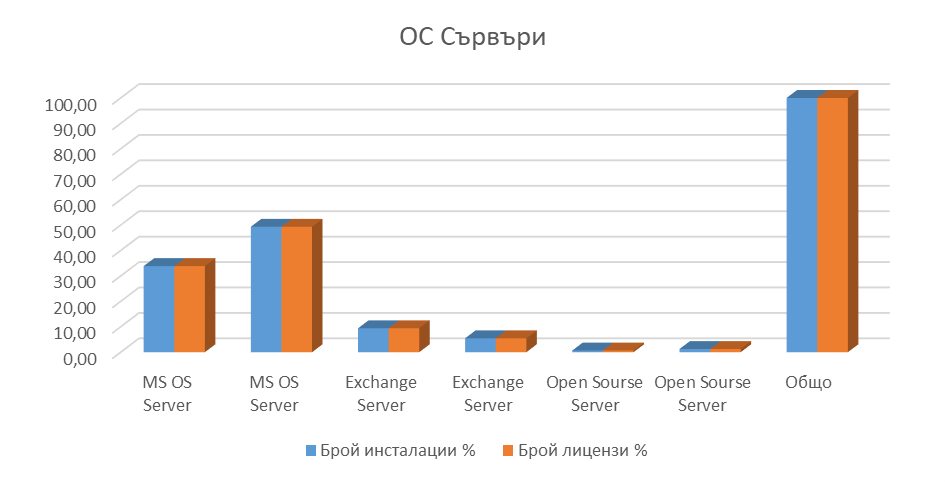 ОС Сървъри
100,00
90,00
80,00
70,00
60,00
50,00
40,00
30,00
20,00
10,00
0,00
MS OS Server
MS OS Server
Exchange Server
Exchange Server
Open Sourse Server
Open Sourse Server
Общо
Брой инсталации %
Брой лицензи %